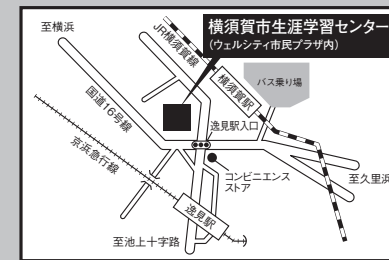 至横浜
JR横須賀線
横須賀市生涯学習センター
(ウェルシティ市民プラザ内)
横須賀駅
バス乗り場
国道16号線
逸見駅入口
京浜急行線
コンビニエンス
ストア
至久里浜
逸見駅
至池上十字路